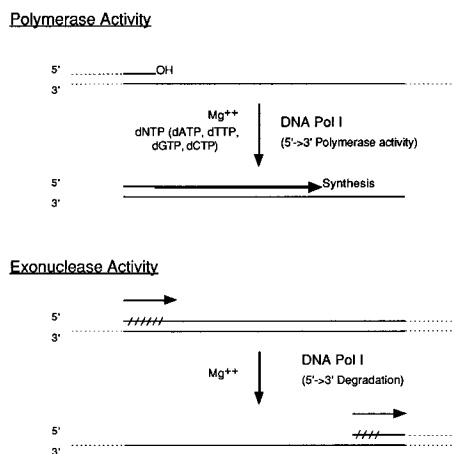 Polymerase Activity
5'
OH
3'
Mg++
dNTP (dATP, dTTP,
dGTP, dCTP)
DNA Pol I
(5'->3' Polymerase activity)
5'
Synthesis
3'
Exonuclease Activity
5'
3'
Mg++
DNA Pol I
(5'->3' Degradation)
5'
3'